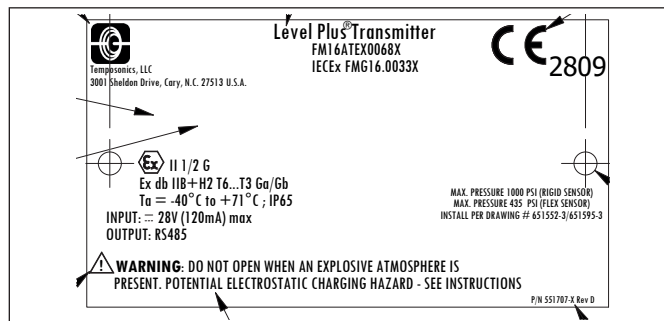 Level Plus® Transmitter
FM16ATEX0068X
IECEx FMG16.0033X
CE 2809
Temposonics, LLC
3001 Sheldon Drive, Cary, N.C. 27513 U.S.A.
Ex II 1/2 G
Ex db IIB+H2 T6...T3 Ga/Gb
Ta = -40°C to +71°C ; IP65
INPUT: ⎓ 28V (120mA) max
OUTPUT: RS485
MAX. PRESSURE 1000 PSI (RIGID SENSOR)
MAX. PRESSURE 435 PSI (FLEX SENSOR)
INSTALL PER DRAWING # 651552-3/651595-3
WARNING: DO NOT OPEN WHEN AN EXPLOSIVE ATMOSPHERE IS
PRESENT. POTENTIAL ELECTROSTATIC CHARGING HAZARD - SEE INSTRUCTIONS
P/N 551707-X Rev D